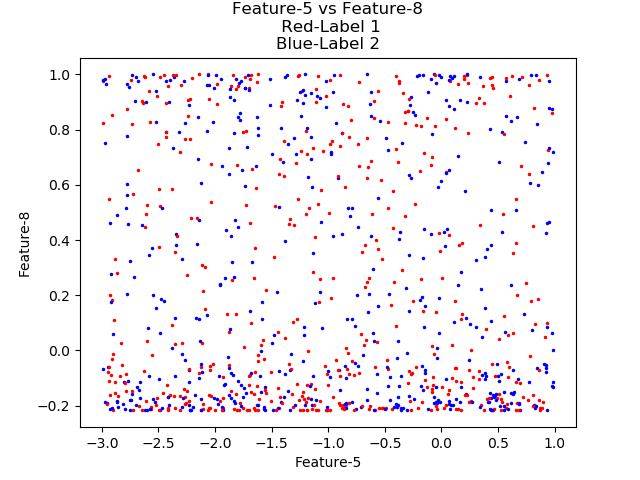 Feature-5 vs Feature-8
Red-Label 1
Blue-Label 2
1.0
0.8
0.6
0.4
0.2
0.0
−0.2
Feature-8
−3.0 −2.5 −2.0 −1.5 −1.0 −0.5 0.0 0.5 1.0
Feature-5